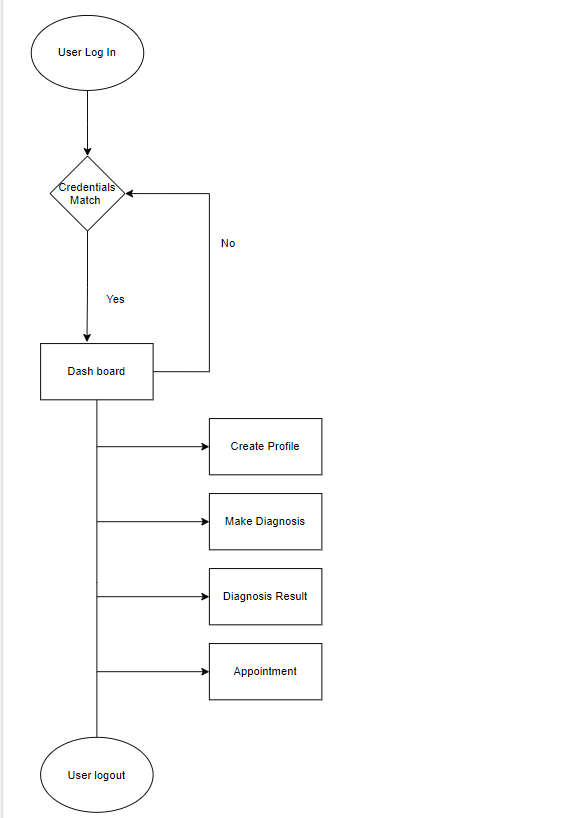 User Log In
Credentials
Match
No
Yes
Dash board
Create Profile
Make Diagnosis
Diagnosis Result
Appointment
User logout